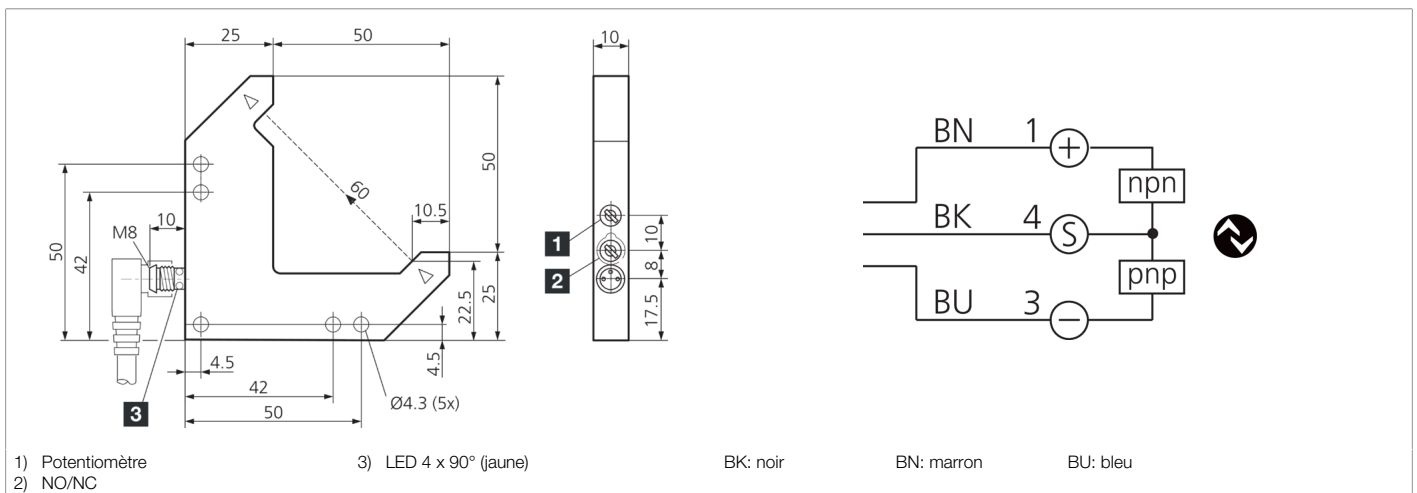 25 50
10
50
60
10.5
50
42
M8
10
22.5
25
4.5
4.5
42
50
Ø4.3 (5x)
3
1
2
10
8
17.5
BN 1 +
npn
BK 4 S
pnp
BU 3 −
1) Potentiomètre 3) LED 4 x 90° (jaune) BK: noir BN: marron BU: bleu
2) NO/NC